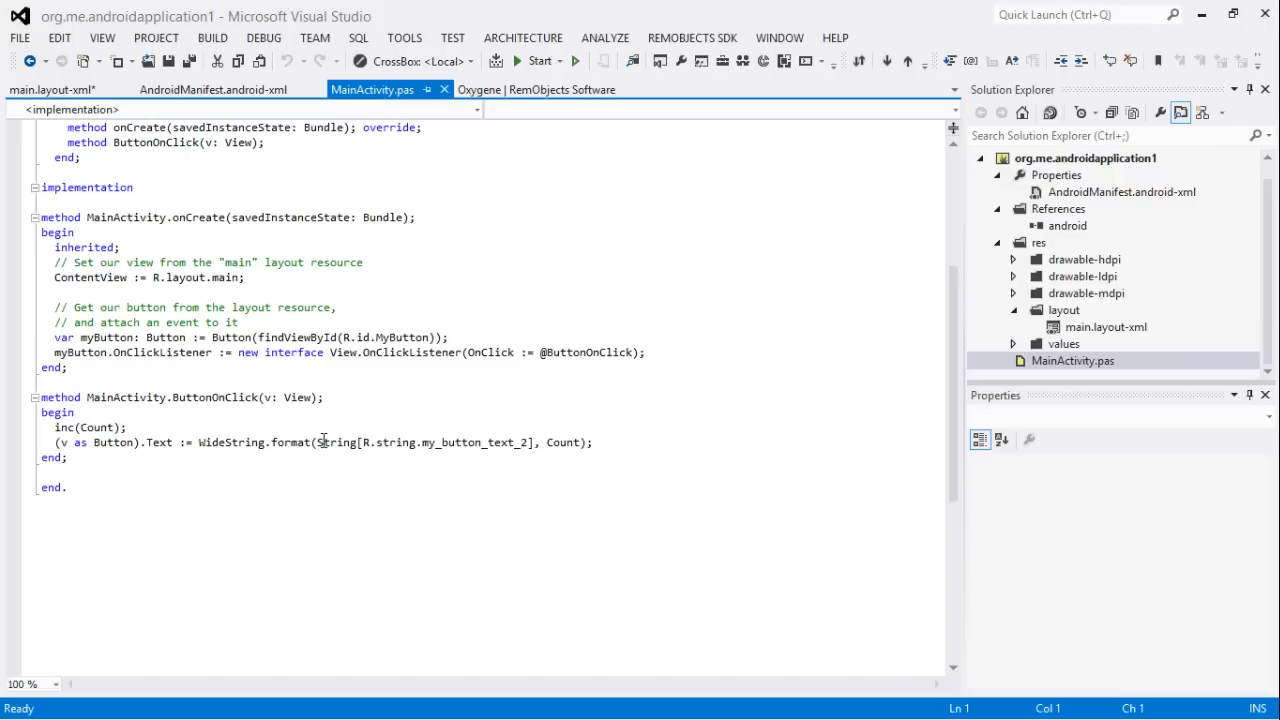 org.me.androidapplication1 - Microsoft Visual Studio
Quick Launch (Ctrl+Q)
FILE EDIT VIEW PROJECT BUILD DEBUG TEAM SQL TOOLS TEST ARCHITECTURE ANALYZE REMOBJECTS SDK WINDOW HELP
CrossBox: <Local> Start
main.layout-xml* AndroidManifest.android-xml MainActivity.pas Oxygene | RemObjects Software
<implementation>
method onCreate(savedInstanceState: Bundle); override;
method ButtonOnClick(v: View);
end;
implementation
method MainActivity.onCreate(savedInstanceState: Bundle);
begin
inherited;
// Set our view from the "main" layout resource
ContentView := R.layout.main;
// Get our button from the layout resource,
// and attach an event to it
var myButton: Button := Button(findViewById(R.id.MyButton));
myButton.OnClickListener := new interface View.OnClickListener(OnClick := @ButtonOnClick);
end;
method MainActivity.ButtonOnClick(v: View);
begin
inc(Count);
(v as Button).Text := WideString.format(String[R.string.my_button_text_2], Count);
end;
end.
100 %
Solution Explorer
Search Solution Explorer (Ctrl+;)
org.me.androidapplication1
Properties
AndroidManifest.android-xml
References
android
res
drawable-hdpi
drawable-ldpi
drawable-mdpi
layout
main.layout-xml
values
MainActivity.pas
Properties
Ready Ln 1 Col 1 Ch 1 INS